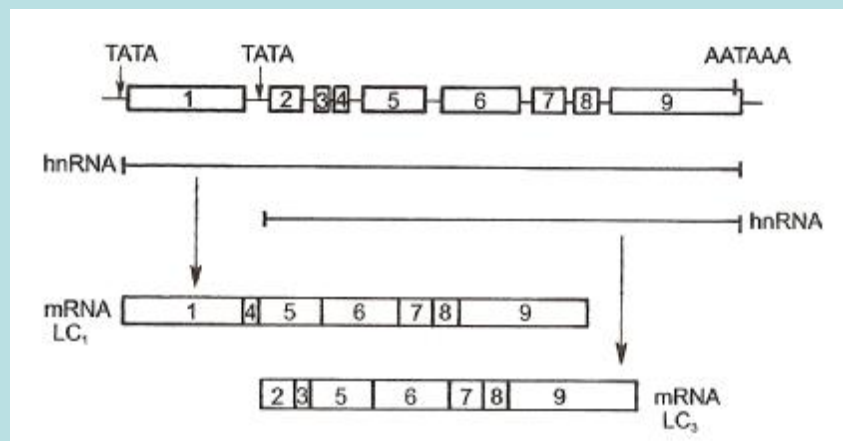 TATA TATA AATAAA
1 2 3 4 5 6 7 8 9
hnRNA
hnRNA
mRNA 1 4 5 6 7 8 9
LC₁
2 3 5 6 7 8 9 mRNA
LC₃